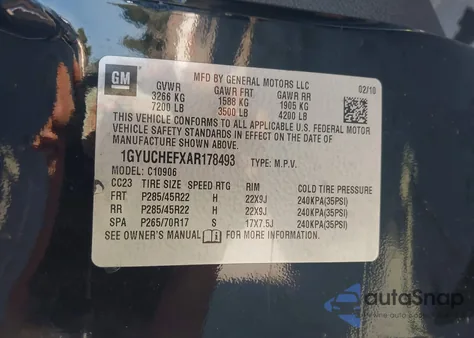 GM
MFD BY GENERAL MOTORS LLC
02/10
GVWR GAWR FRT GAWR RR
3266 KG 1588 KG 1905 KG
7200 LB 3500 LB 4200 LB
THIS VEHICLE CONFORMS TO ALL APPLICABLE U.S. FEDERAL MOTOR
VEHICLE SAFETY AND THEFT PREVENTION STANDARDS IN EFFECT ON THE DATE OF
MANUFACTURE SHOWN ABOVE.
1GYUCHEFXAR178493 TYPE: M.P.V.
MODEL: C10906
CC23 TIRE SIZE SPEED RTG RIM COLD TIRE PRESSURE
FRT P285/45R22 H 22X9J 240KPA(35PSI)
RR P285/45R22 H 22X9J 240KPA(35PSI)
SPA P265/70R17 S 17X7.5J 240KPA(35PSI)
SEE OWNER'S MANUAL FOR MORE INFORMATION.
autoSnap